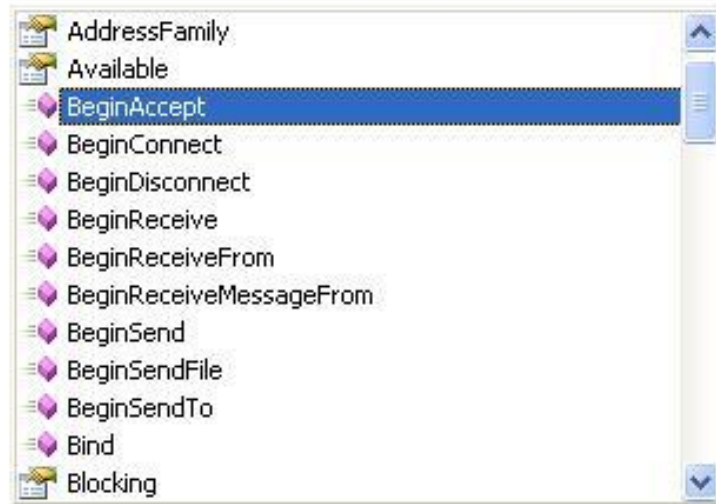 AddressFamily
Available
BeginAccept
BeginConnect
BeginDisconnect
BeginReceive
BeginReceiveFrom
BeginReceiveMessageFrom
BeginSend
BeginSendFile
BeginSendTo
Bind
Blocking